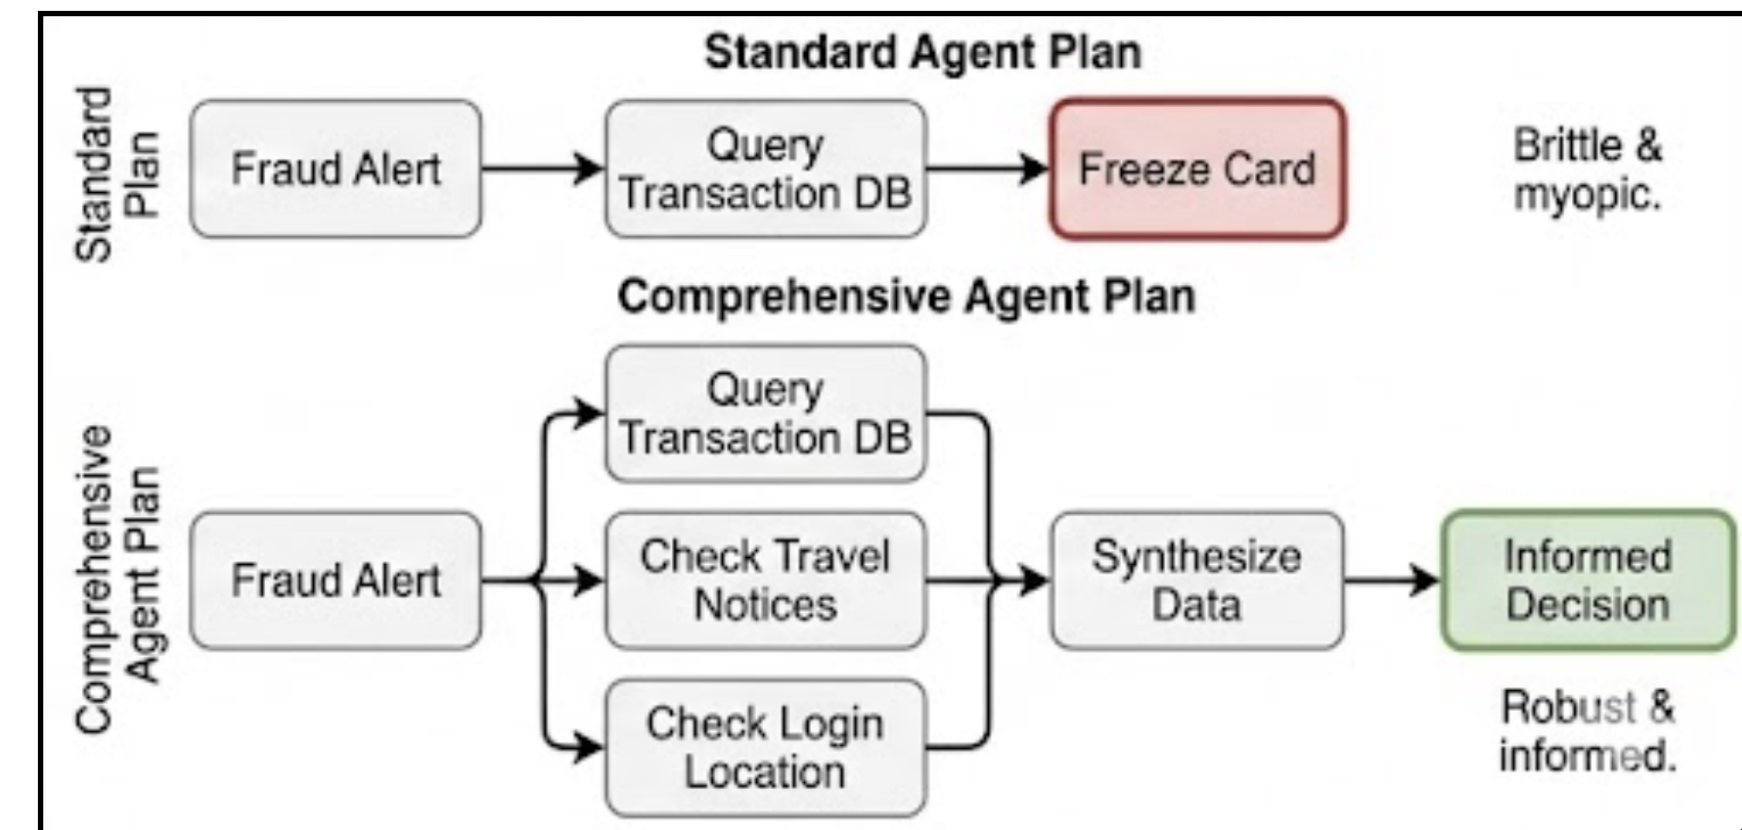 Standard Agent Plan
Standard
Plan
Fraud Alert
Query
Transaction DB
Freeze Card
Brittle &
myopic.
Comprehensive Agent Plan
Comprehensive
Agent Plan
Fraud Alert
Query
Transaction DB
Check Travel
Notices
Check Login
Location
Synthesize
Data
Informed
Decision
Robust &
informed.